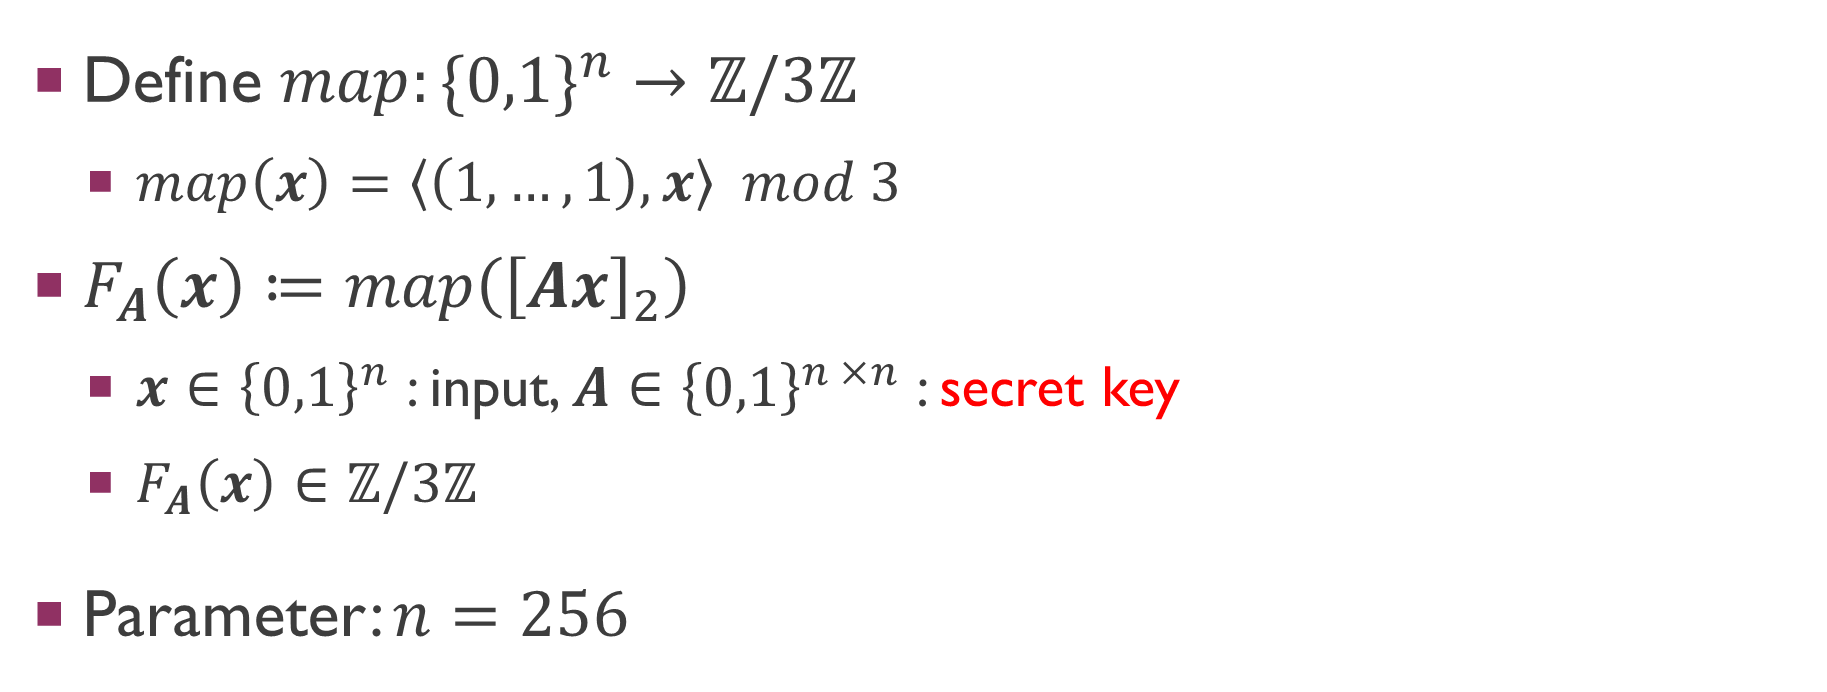 ▪ Define 𝑚𝑎𝑝: {0,1}ⁿ → ℤ/3ℤ
▪ 𝑚𝑎𝑝(𝒙) = ⟨(1, … , 1), 𝒙⟩ 𝑚𝑜𝑑 3
▪ 𝐹_𝑨(𝒙) ≔ 𝑚𝑎𝑝([𝑨𝒙]₂)
▪ 𝒙 ∈ {0,1}ⁿ : input, 𝑨 ∈ {0,1}^{𝑛 ×𝑛} : secret key
▪ 𝐹_𝑨(𝒙) ∈ ℤ/3ℤ
▪ Parameter: 𝑛 = 256